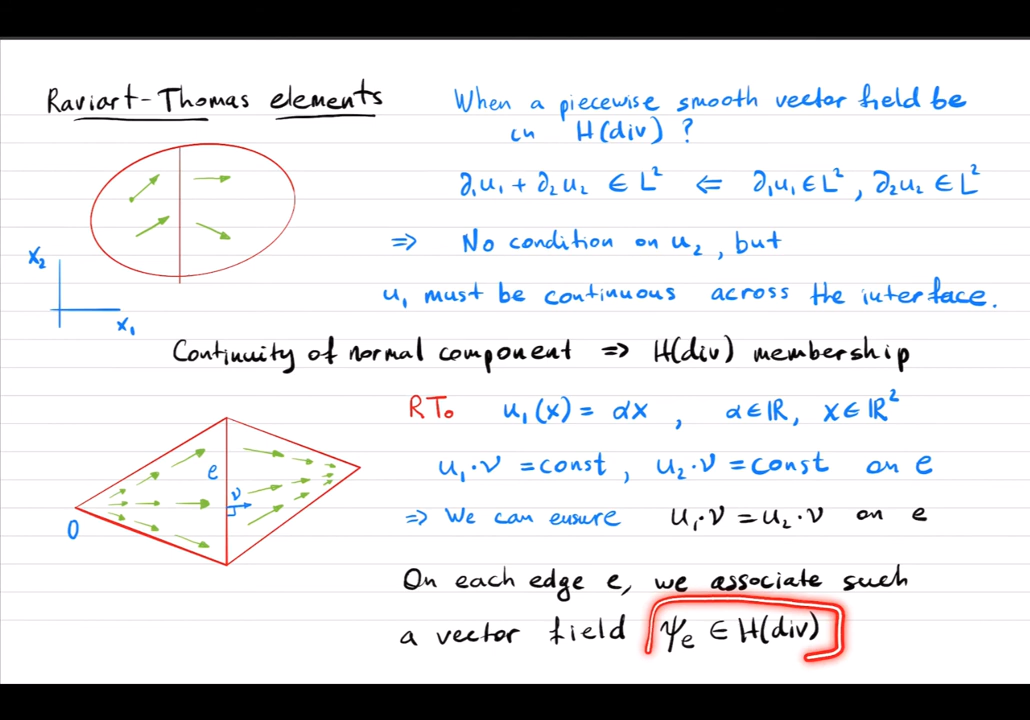 Raviart-Thomas elements
When a piecewise smooth vector field be
in H(div) ?
∂₁u₁ + ∂₂u₂ ∈ L² ⇐ ∂₁u₁ ∈ L², ∂₂u₂ ∈ L²
⇒ No condition on u₂, but
u₁ must be continuous across the interface.
x₂
x₁
Continuity of normal component ⇒ H(div) membership
RT₀ u₁(x) = αx , α ∈ ℝ, x ∈ ℝ²
u₁·ν = const, u₂·ν = const on e
⇒ We can ensure u₁·ν = u₂·ν on e
e
ν
0
On each edge e, we associate such
a vector field ψₑ ∈ H(div)